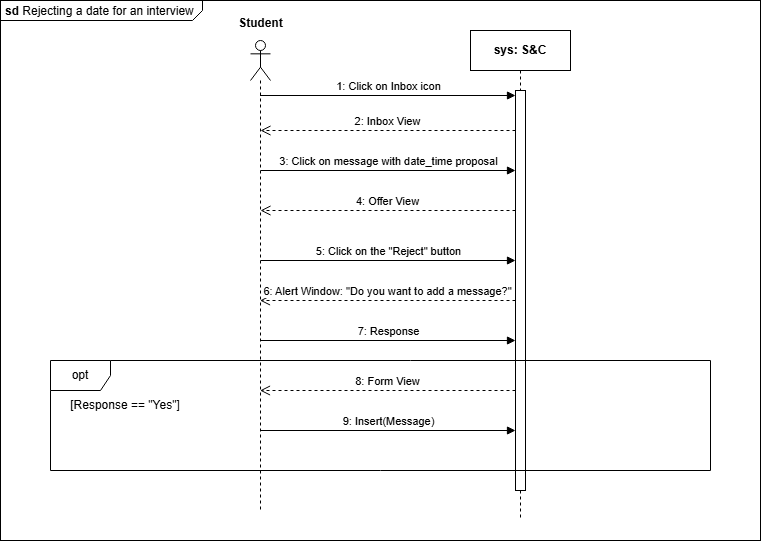 sd Rejecting a date for an interview
Student
sys: S&C
1: Click on Inbox icon
2: Inbox View
3: Click on message with date_time proposal
4: Offer View
5: Click on the "Reject" button
6: Alert Window: "Do you want to add a message?"
7: Response
opt
8: Form View
[Response == "Yes"]
9: Insert(Message)